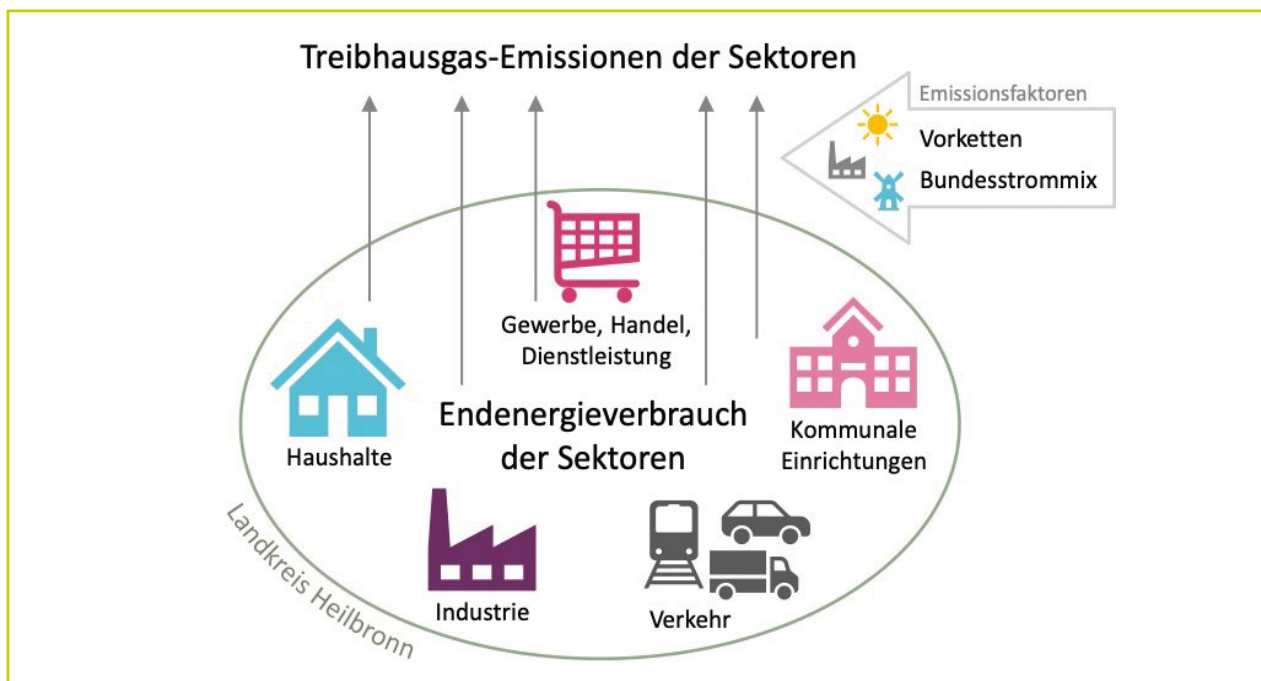 Treibhausgas-Emissionen der Sektoren
Emissionsfaktoren
Vorketten
Bundesstrommix
Gewerbe, Handel,
Dienstleistung
Haushalte
Endenergieverbrauch
der Sektoren
Kommunale
Einrichtungen
Industrie
Verkehr
Landkreis Heilbronn